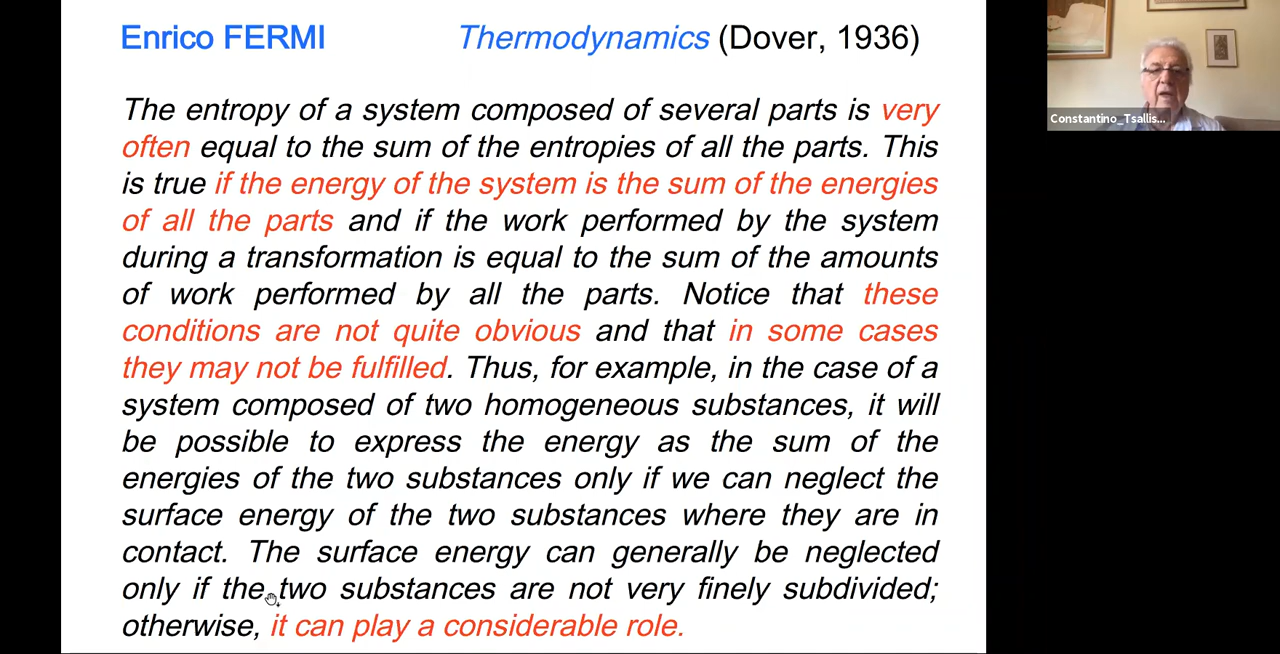 Enrico FERMI Thermodynamics (Dover, 1936)
The entropy of a system composed of several parts is very
often equal to the sum of the entropies of all the parts. This
is true if the energy of the system is the sum of the energies
of all the parts and if the work performed by the system
during a transformation is equal to the sum of the amounts
of work performed by all the parts. Notice that these
conditions are not quite obvious and that in some cases
they may not be fulfilled. Thus, for example, in the case of a
system composed of two homogeneous substances, it will
be possible to express the energy as the sum of the
energies of the two substances only if we can neglect the
surface energy of the two substances where they are in
contact. The surface energy can generally be neglected
only if the two substances are not very finely subdivided;
otherwise, it can play a considerable role.
Constantino_Tsallis...